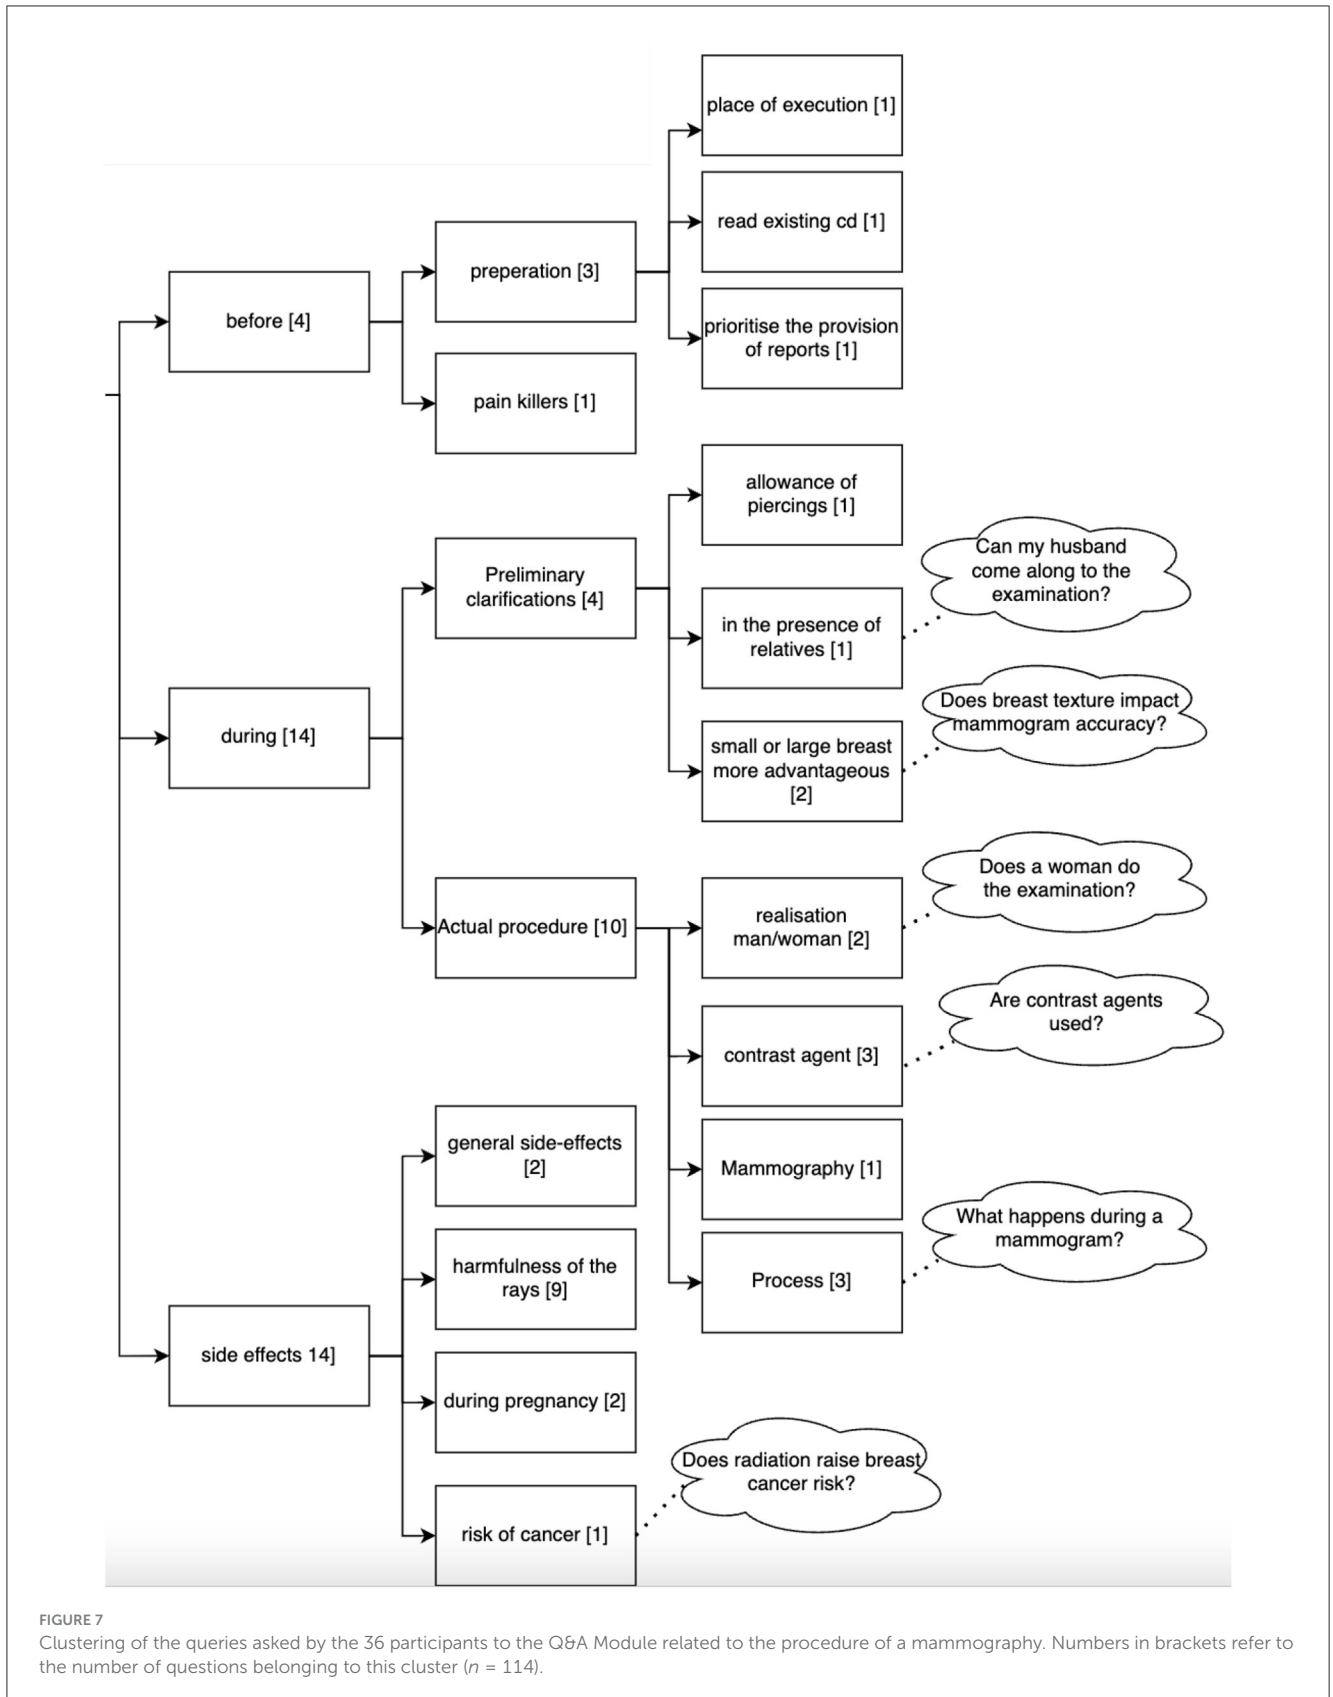 place of execution [1]
read existing cd [1]
preperation [3]
before [4]
prioritise the provision
of reports [1]
pain killers [1]
allowance of
piercings [1]
Can my husband
come along to the
examination?
Preliminary
clarifications [4]
in the presence of
relatives [1]
Does breast texture impact
mammogram accuracy?
during [14]
small or large breast
more advantageous
[2]
Does a woman do
the examination?
Actual procedure [10]
realisation
man/woman [2]
Are contrast agents
used?
contrast agent [3]
general side-effects
[2]
Mammography [1]
What happens during a
mammogram?
harmfulness of the
rays [9]
Process [3]
side effects 14]
during pregnancy [2]
Does radiation raise breast
cancer risk?
risk of cancer [1]
FIGURE 7
Clustering of the queries asked by the 36 participants to the Q&A Module related to the procedure of a mammography. Numbers in brackets refer to
the number of questions belonging to this cluster (n = 114).